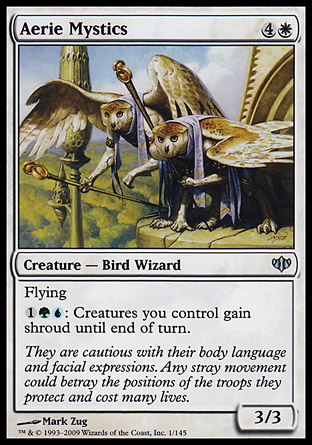 Aerie Mystics 4
Creature — Bird Wizard
Flying
1: Creatures you control gain
shroud until end of turn.
They are cautious with their body language
and facial expressions. Any stray movement
could betray the positions of the troops they
protect and cost many lives.
Mark Zug
™ & © 1993–2009 Wizards of the Coast, Inc. 1/145
3/3